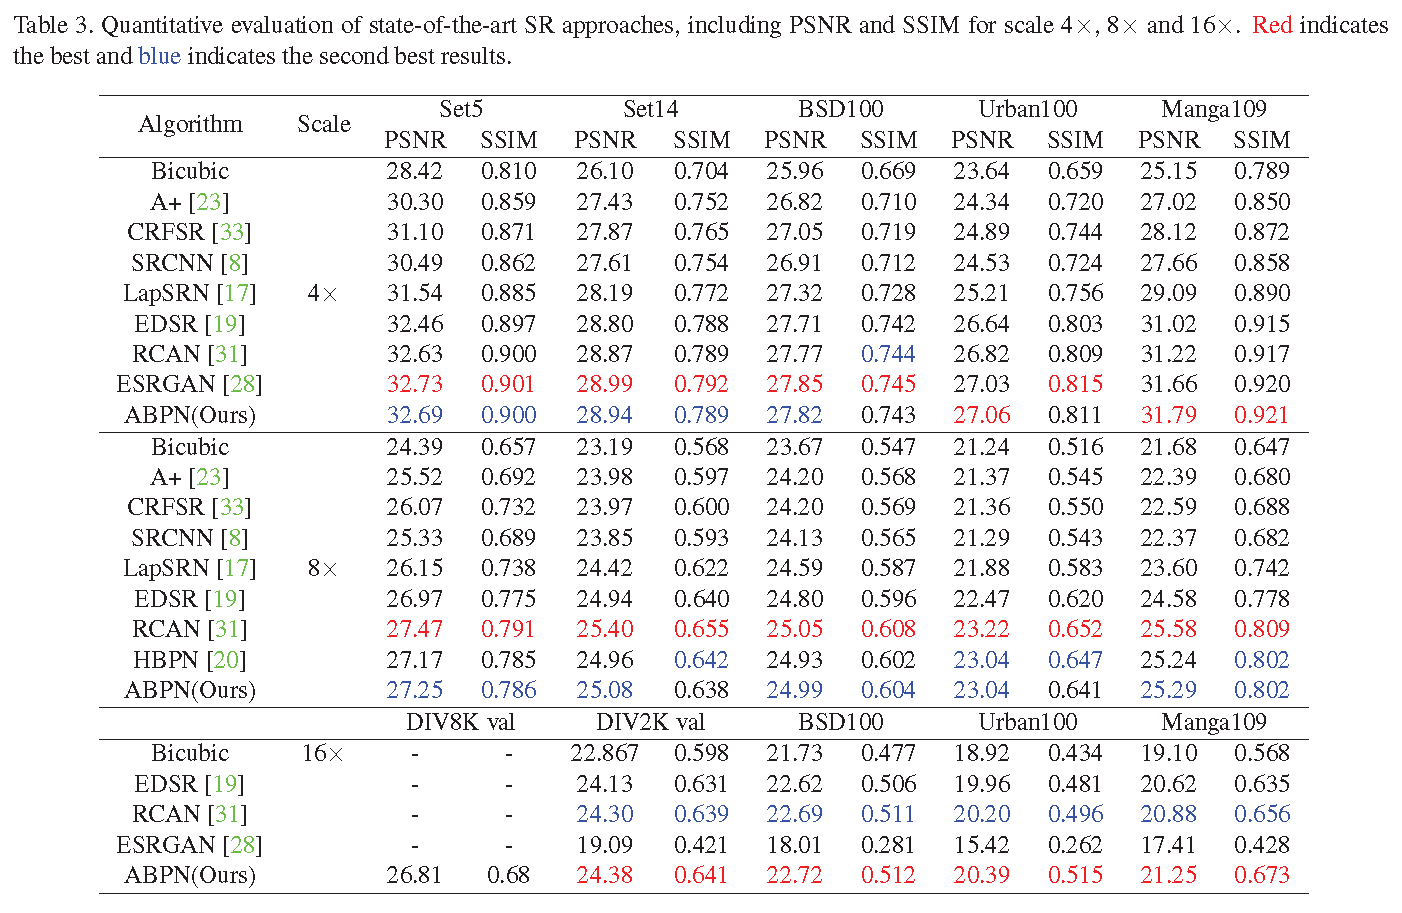 Table 3. Quantitative evaluation of state-of-the-art SR approaches, including PSNR and SSIM for scale 4×, 8× and 16×. Red indicates
the best and blue indicates the second best results.
Algorithm Scale Set5 Set14 BSD100 Urban100 Manga109
PSNR SSIM PSNR SSIM PSNR SSIM PSNR SSIM PSNR SSIM
Bicubic 28.42 0.810 26.10 0.704 25.96 0.669 23.64 0.659 25.15 0.789
A+ [23] 30.30 0.859 27.43 0.752 26.82 0.710 24.34 0.720 27.02 0.850
CRFSR [33] 31.10 0.871 27.87 0.765 27.05 0.719 24.89 0.744 28.12 0.872
SRCNN [8] 30.49 0.862 27.61 0.754 26.91 0.712 24.53 0.724 27.66 0.858
LapSRN [17] 4× 31.54 0.885 28.19 0.772 27.32 0.728 25.21 0.756 29.09 0.890
EDSR [19] 32.46 0.897 28.80 0.788 27.71 0.742 26.64 0.803 31.02 0.915
RCAN [31] 32.63 0.900 28.87 0.789 27.77 0.744 26.82 0.809 31.22 0.917
ESRGAN [28] 32.73 0.901 28.99 0.792 27.85 0.745 27.03 0.815 31.66 0.920
ABPN(Ours) 32.69 0.900 28.94 0.789 27.82 0.743 27.06 0.811 31.79 0.921
Bicubic 24.39 0.657 23.19 0.568 23.67 0.547 21.24 0.516 21.68 0.647
A+ [23] 25.52 0.692 23.98 0.597 24.20 0.568 21.37 0.545 22.39 0.680
CRFSR [33] 26.07 0.732 23.97 0.600 24.20 0.569 21.36 0.550 22.59 0.688
SRCNN [8] 25.33 0.689 23.85 0.593 24.13 0.565 21.29 0.543 22.37 0.682
LapSRN [17] 8× 26.15 0.738 24.42 0.622 24.59 0.587 21.88 0.583 23.60 0.742
EDSR [19] 26.97 0.775 24.94 0.640 24.80 0.596 22.47 0.620 24.58 0.778
RCAN [31] 27.47 0.791 25.40 0.655 25.05 0.608 23.22 0.652 25.58 0.809
HBPN [20] 27.17 0.785 24.96 0.642 24.93 0.602 23.04 0.647 25.24 0.802
ABPN(Ours) 27.25 0.786 25.08 0.638 24.99 0.604 23.04 0.641 25.29 0.802
DIV8K val DIV2K val BSD100 Urban100 Manga109
Bicubic 16× - - 22.867 0.598 21.73 0.477 18.92 0.434 19.10 0.568
EDSR [19] - - 24.13 0.631 22.62 0.506 19.96 0.481 20.62 0.635
RCAN [31] - - 24.30 0.639 22.69 0.511 20.20 0.496 20.88 0.656
ESRGAN [28] - - 19.09 0.421 18.01 0.281 15.42 0.262 17.41 0.428
ABPN(Ours) 26.81 0.68 24.38 0.641 22.72 0.512 20.39 0.515 21.25 0.673